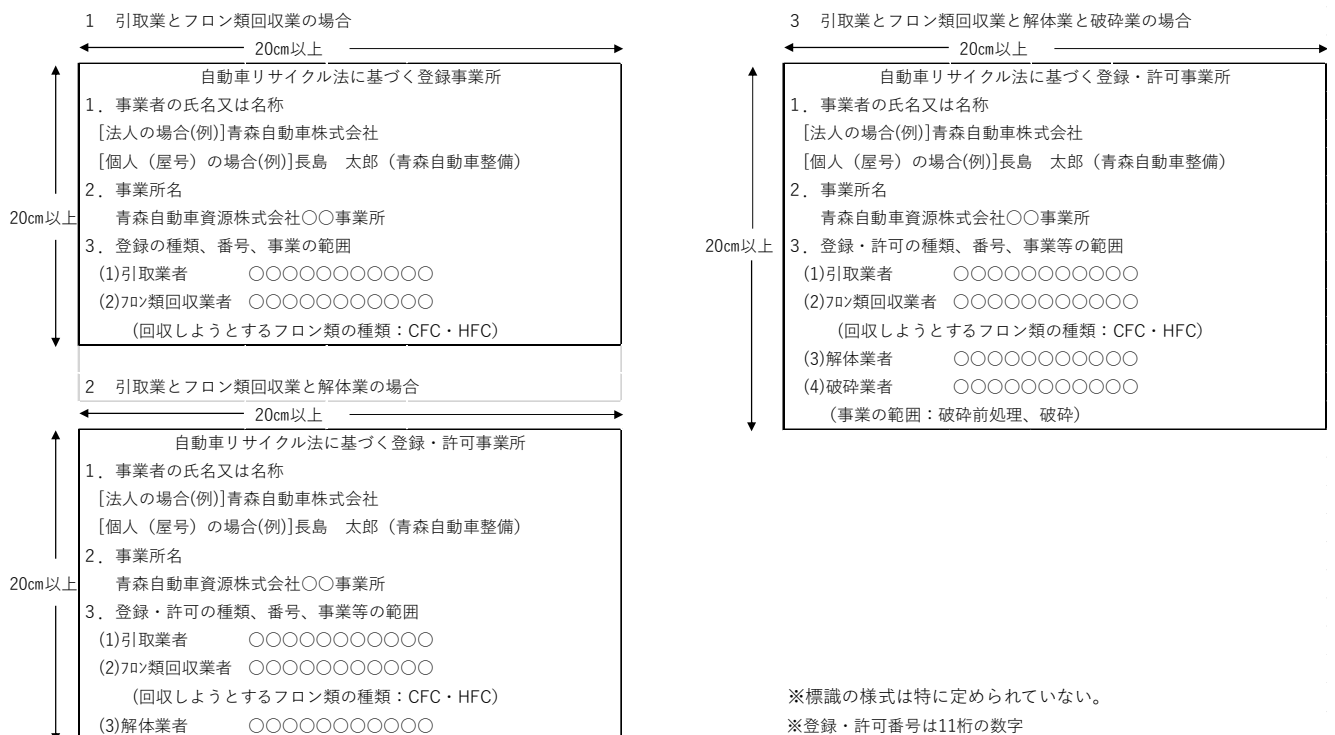 1　引取業とフロン類回収業の場合
20㎝以上
20㎝以上
自動車リサイクル法に基づく登録事業所
1．事業者の氏名又は名称
[法人の場合(例)]青森自動車株式会社
[個人（屋号）の場合(例)]長島　太郎（青森自動車整備）
2．事業所名
青森自動車資源株式会社○○事業所
3．登録の種類、番号、事業の範囲
(1)引取業者　○○○○○○○○○○○
(2)ﾌﾛﾝ類回収業者　○○○○○○○○○○○
（回収しようとするフロン類の種類：CFC・HFC）
2　引取業とフロン類回収業と解体業の場合
20㎝以上
20㎝以上
自動車リサイクル法に基づく登録・許可事業所
1．事業者の氏名又は名称
[法人の場合(例)]青森自動車株式会社
[個人（屋号）の場合(例)]長島　太郎（青森自動車整備）
2．事業所名
青森自動車資源株式会社○○事業所
3．登録・許可の種類、番号、事業等の範囲
(1)引取業者　○○○○○○○○○○○
(2)ﾌﾛﾝ類回収業者　○○○○○○○○○○○
（回収しようとするフロン類の種類：CFC・HFC）
(3)解体業者　○○○○○○○○○○○
3　引取業とフロン類回収業と解体業と破砕業の場合
20㎝以上
20㎝以上
自動車リサイクル法に基づく登録・許可事業所
1．事業者の氏名又は名称
[法人の場合(例)]青森自動車株式会社
[個人（屋号）の場合(例)]長島　太郎（青森自動車整備）
2．事業所名
青森自動車資源株式会社○○事業所
3．登録・許可の種類、番号、事業等の範囲
(1)引取業者　○○○○○○○○○○○
(2)ﾌﾛﾝ類回収業者　○○○○○○○○○○○
（回収しようとするフロン類の種類：CFC・HFC）
(3)解体業者　○○○○○○○○○○○
(4)破砕業者　○○○○○○○○○○○
（事業の範囲：破砕前処理、破砕）
※標識の様式は特に定められていない。
※登録・許可番号は11桁の数字